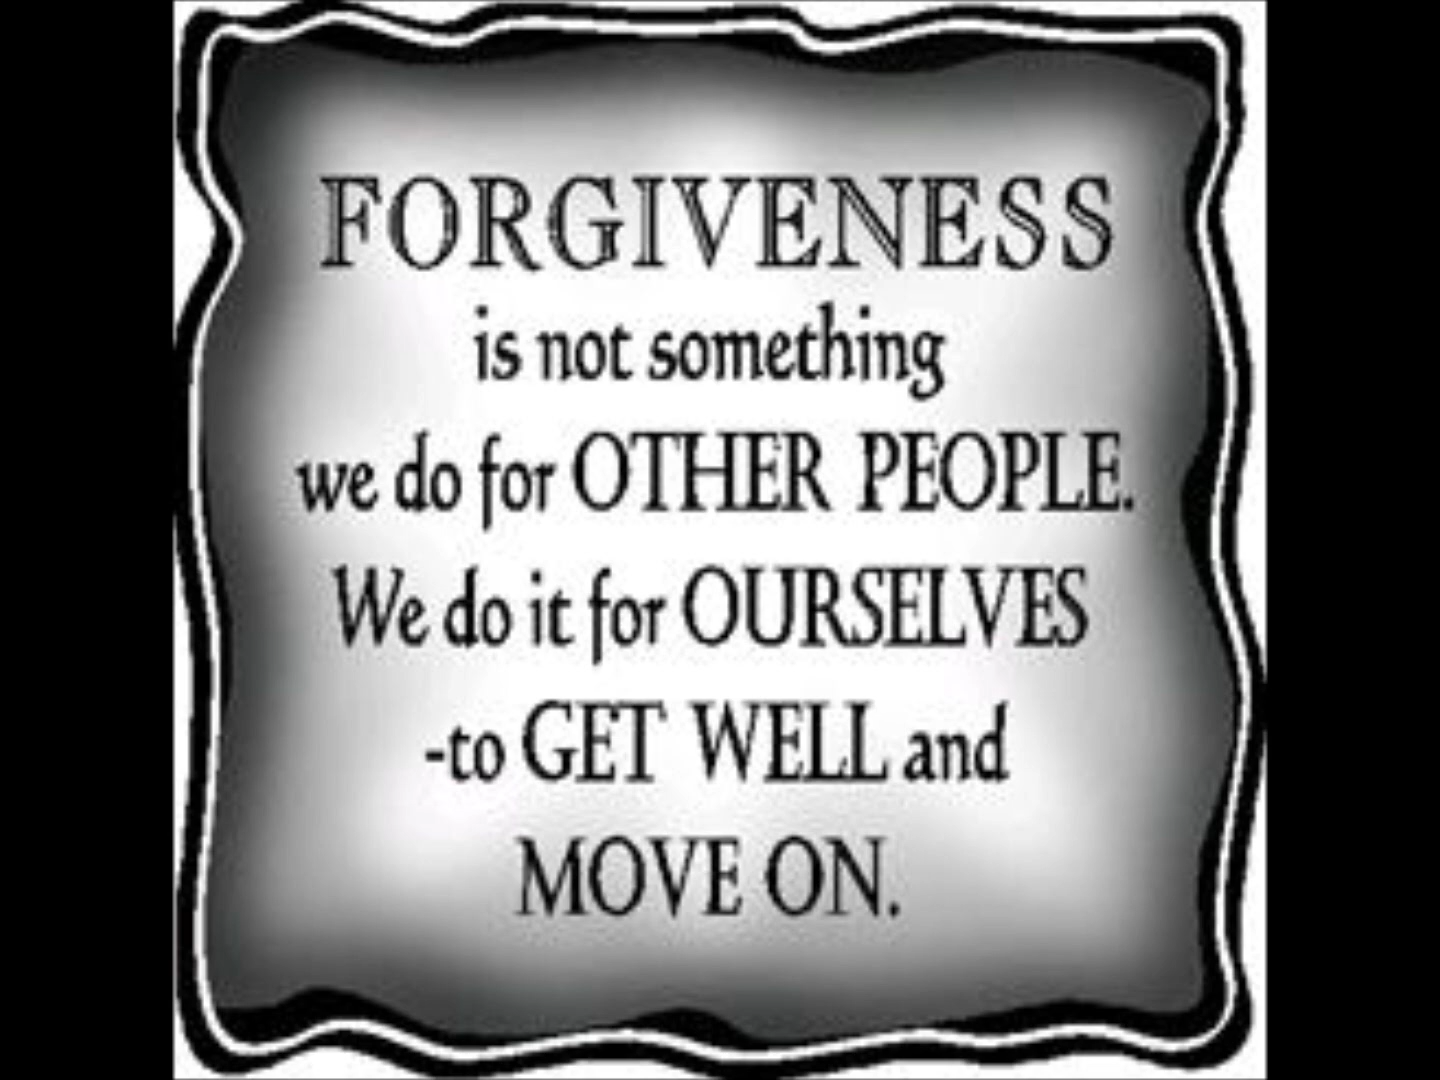 FORGIVENESS
is not something
we do for OTHER PEOPLE.
We do it for OURSELVES
-to GET WELL and
MOVE ON.